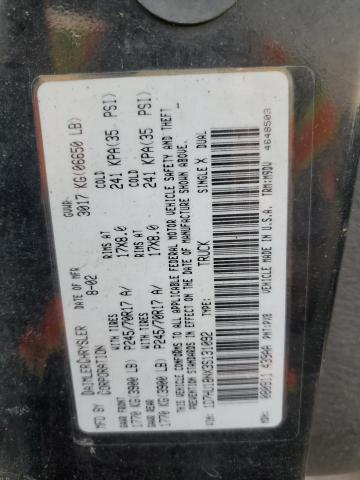 DAIMLERCHRYSLER CORPORATION DATE OF MFR 8-02 GVWR 3017 KG(06650 LB)
GAWR FRONT WITH TIRES RIMS AT COLD
1770 KG(3900 LB) P245/70R17 A/ 17X8.0 241 KPA(35 PSI)
GAWR REAR WITH TIRES RIMS AT COLD
1770 KG(3900 LB) P245/70R17 A/ 17X8.0 241 KPA(35 PSI)
THIS VEHICLE CONFORMS TO ALL APPLICABLE FEDERAL MOTOR VEHICLE SAFETY AND THEFT
PREVENTION STANDARDS IN EFFECT ON THE DATE OF MANUFACTURE SHOWN ABOVE.
TRUCK SINGLE X DUAL
VEHICLE MADE IN U.S.A.
4648503